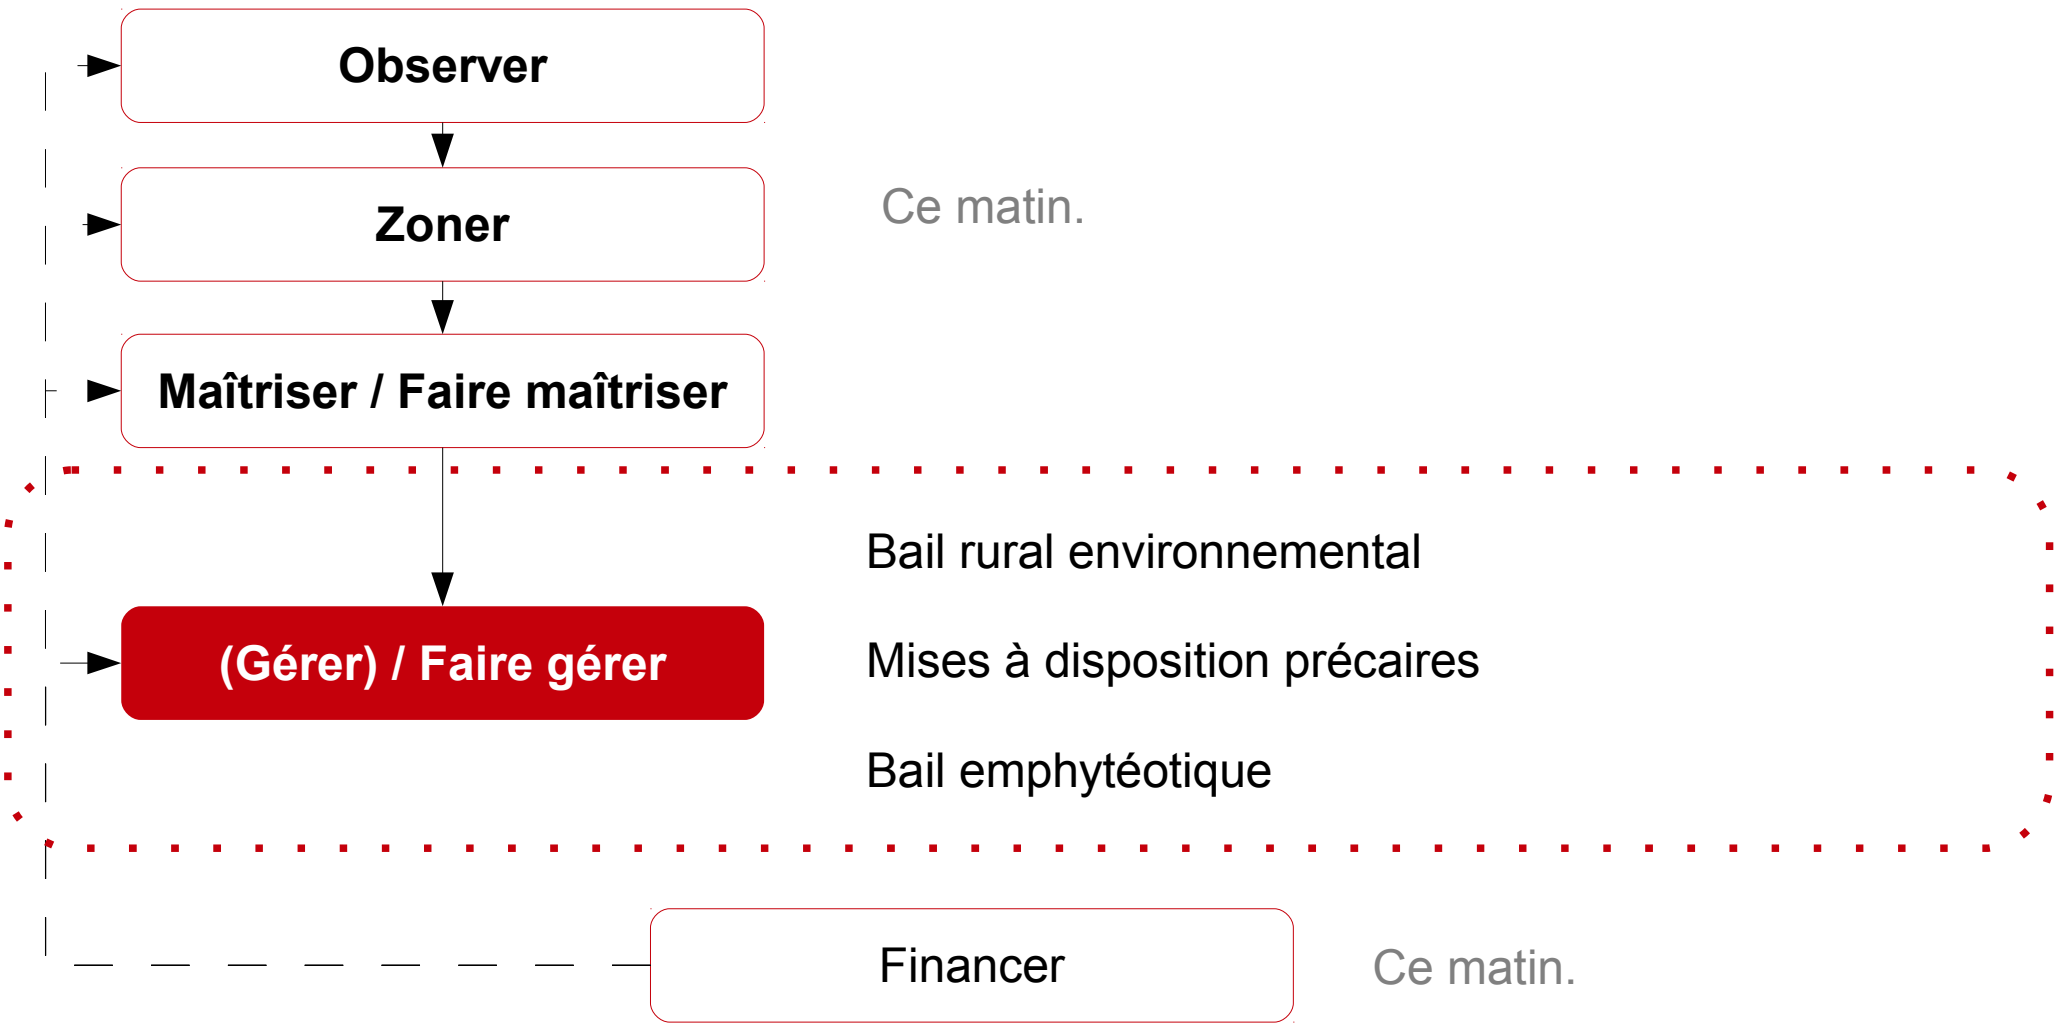 Observer
Zoner
Ce matin.
Maîtriser / Faire maîtriser
Bail rural environnemental
(Gérer) / Faire gérer
Mises à disposition précaires
Bail emphytéotique
Financer
Ce matin.